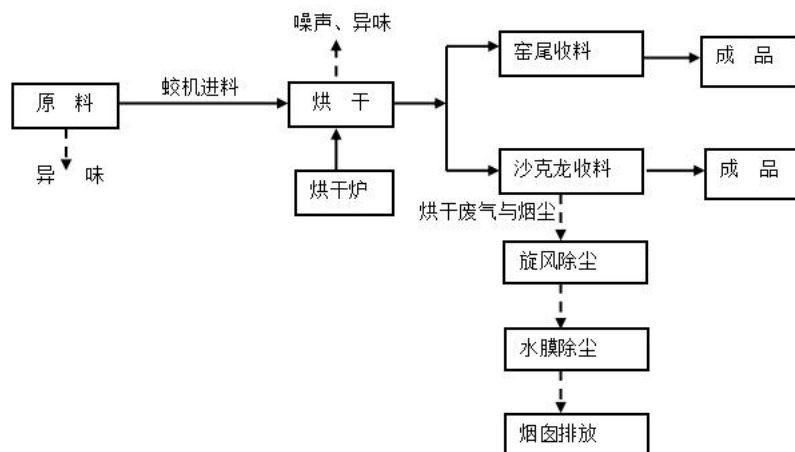 噪声、异味
窑尾收料
成 品
蛟机进料
原 料
烘 干
异 味
烘干炉
沙克龙收料
成 品
烘干废气与烟尘
旋风除尘
水膜除尘
烟囱排放